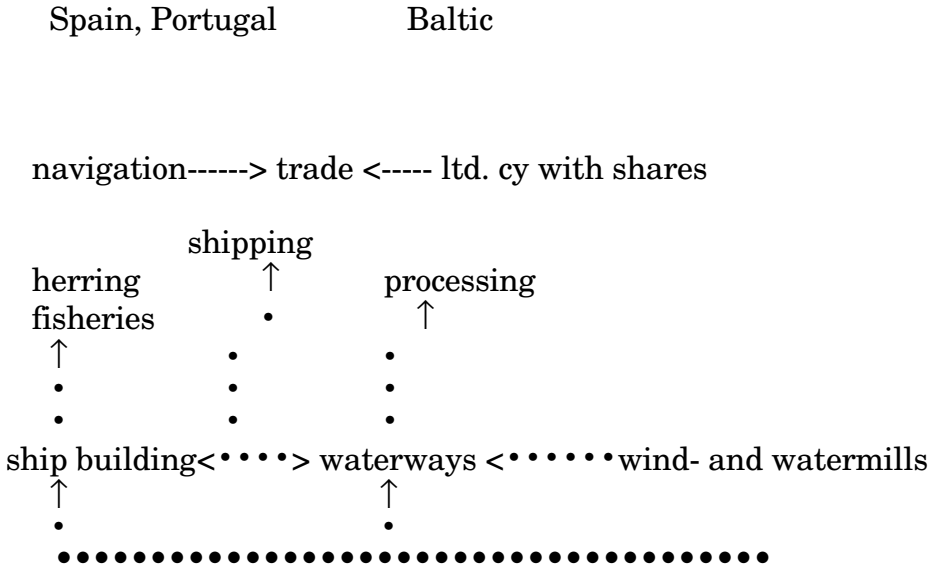 Spain, Portugal Baltic
navigation------> trade <----- ltd. cy with shares
shipping
herring ↑ processing
fisheries • ↑
↑ • •
• • •
• • •
ship building<••••> waterways <••••••wind- and watermills
↑ ↑
• •
••••••••••••••••••••••••••••••••••••••